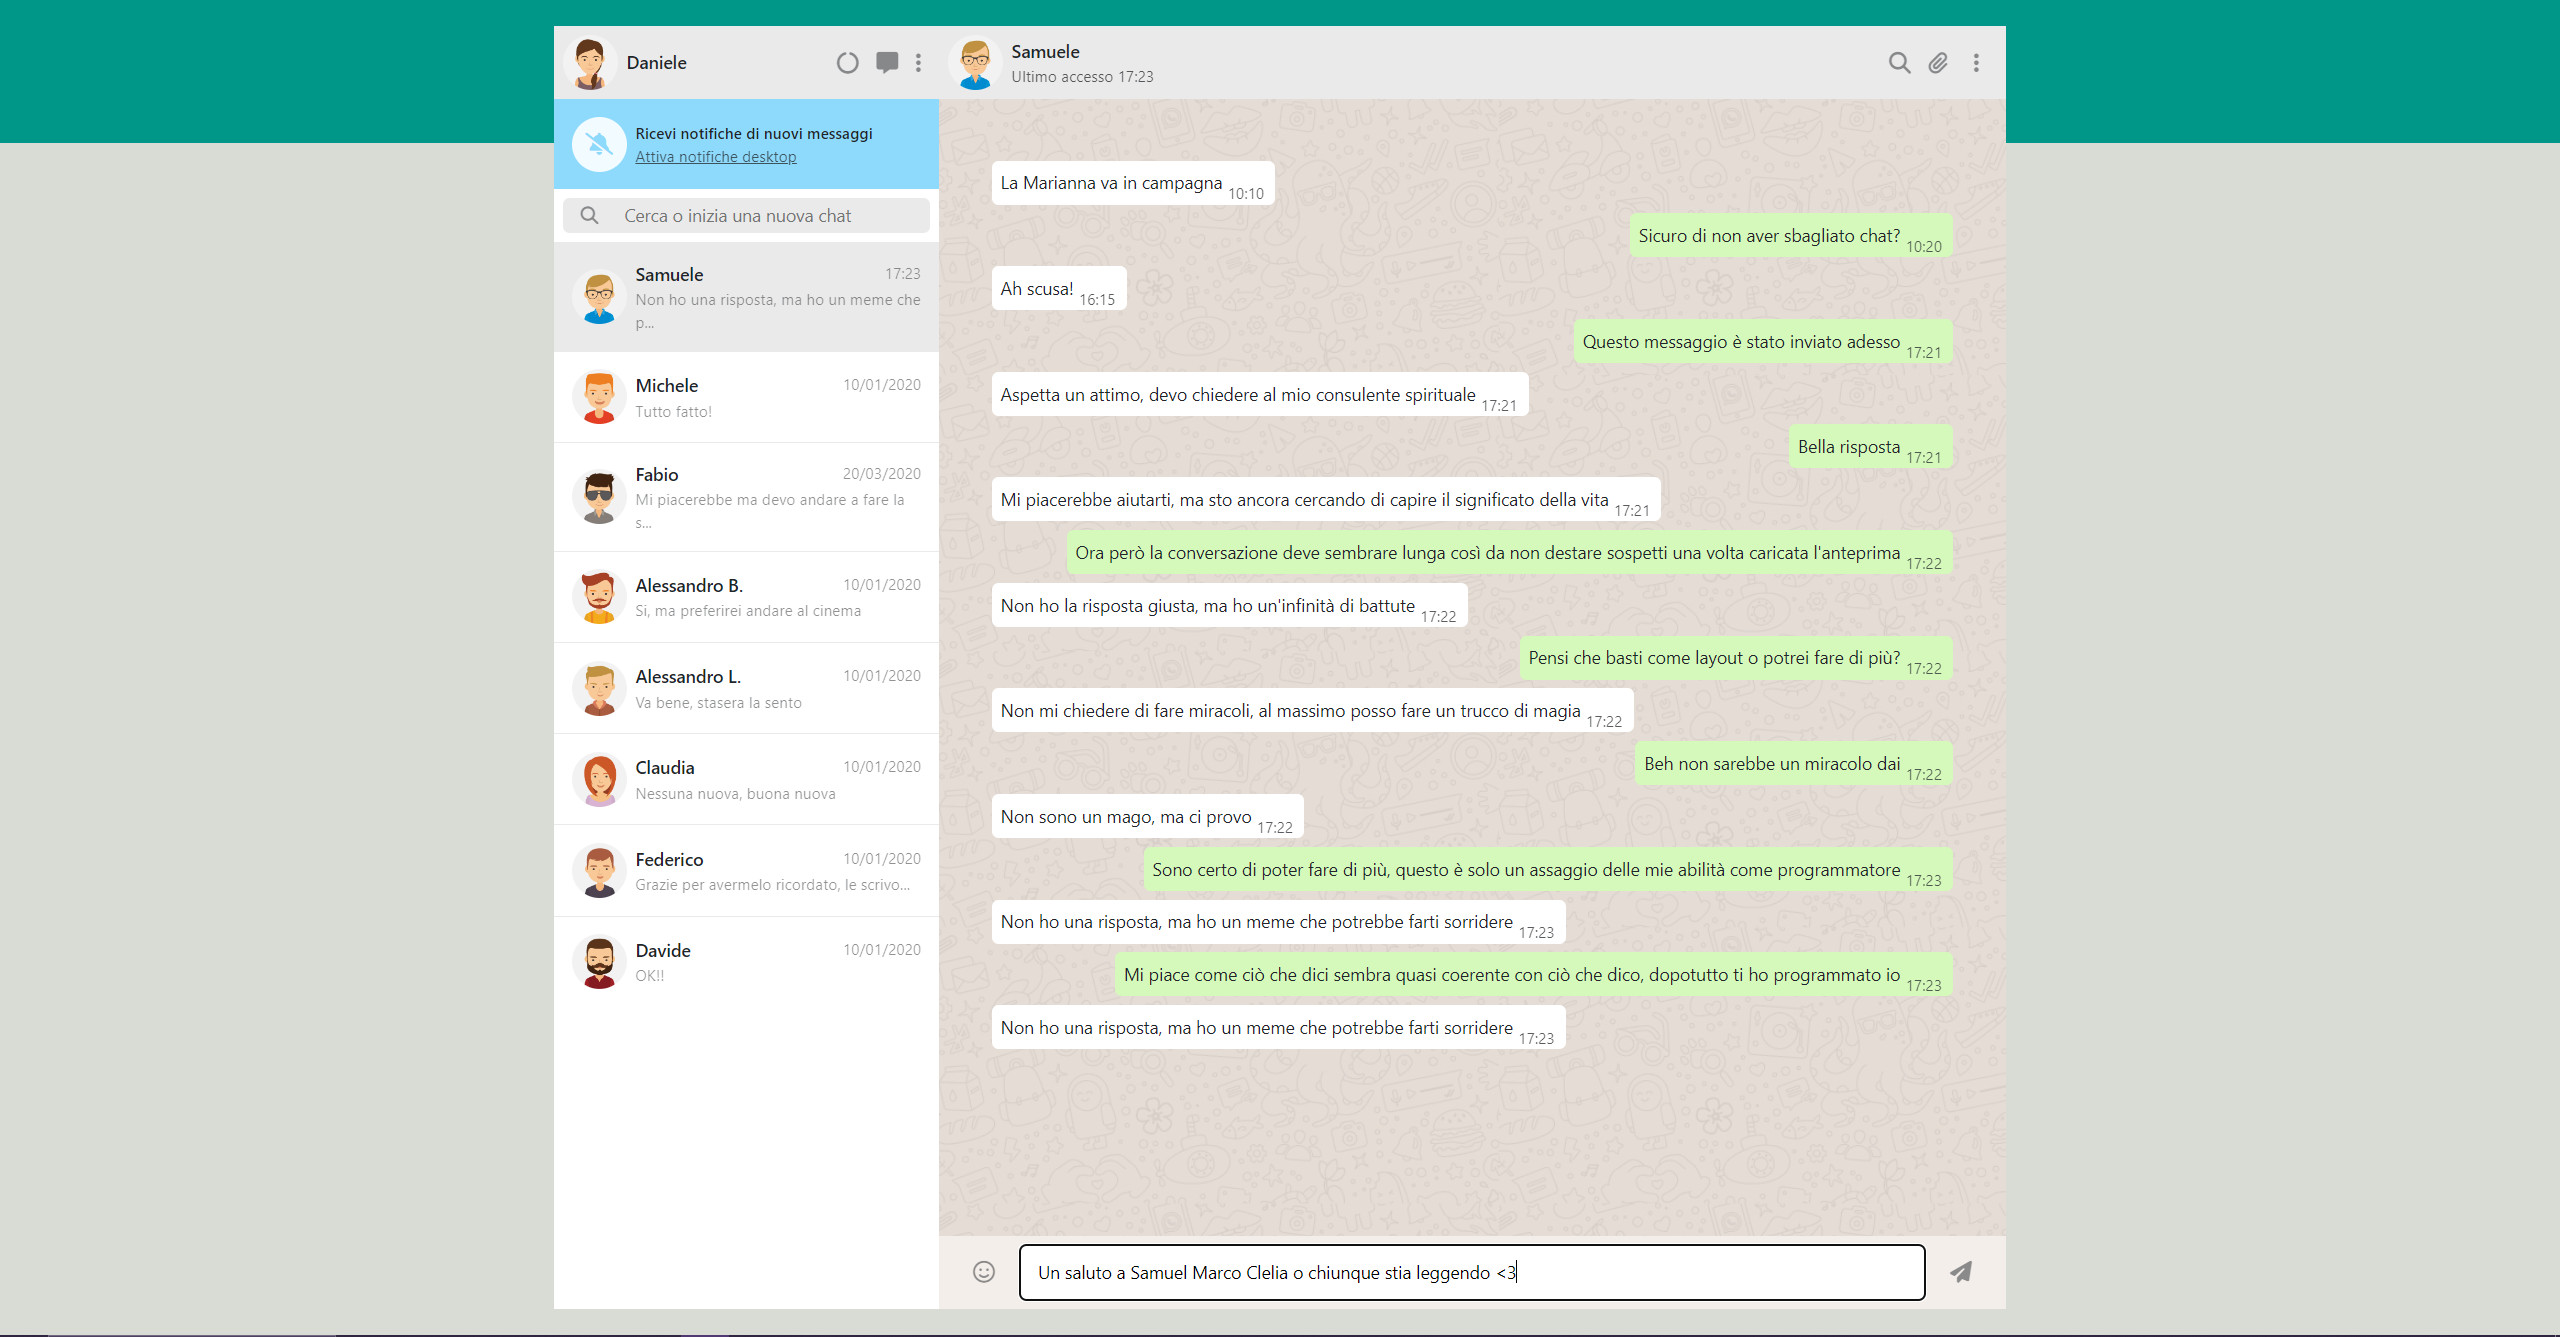 Daniele
Ricevi notifiche di nuovi messaggi
Attiva notifiche desktop
Cerca o inizia una nuova chat
Samuele 17:23
Non ho una risposta, ma ho un meme che
p...
Michele 10/01/2020
Tutto fatto!
Fabio 20/03/2020
Mi piacerebbe ma devo andare a fare la
s...
Alessandro B. 10/01/2020
Si, ma preferirei andare al cinema
Alessandro L. 10/01/2020
Va bene, stasera la sento
Claudia 10/01/2020
Nessuna nuova, buona nuova
Federico 10/01/2020
Grazie per avermelo ricordato, le scrivo...
Davide 10/01/2020
OK!!
Samuele
Ultimo accesso 17:23
La Marianna va in campagna 10:10
Sicuro di non aver sbagliato chat? 10:20
Ah scusa! 16:15
Questo messaggio è stato inviato adesso 17:21
Aspetta un attimo, devo chiedere al mio consulente spirituale 17:21
Bella risposta 17:21
Mi piacerebbe aiutarti, ma sto ancora cercando di capire il significato della vita 17:21
Ora però la conversazione deve sembrare lunga così da non destare sospetti una volta caricata l'anteprima 17:22
Non ho la risposta giusta, ma ho un'infinità di battute 17:22
Pensi che basti come layout o potrei fare di più? 17:22
Non mi chiedere di fare miracoli, al massimo posso fare un trucco di magia 17:22
Beh non sarebbe un miracolo dai 17:22
Non sono un mago, ma ci provo 17:22
Sono certo di poter fare di più, questo è solo un assaggio delle mie abilità come programmatore 17:23
Non ho una risposta, ma ho un meme che potrebbe farti sorridere 17:23
Mi piace come ciò che dici sembra quasi coerente con ciò che dico, dopotutto ti ho programmato io 17:23
Non ho una risposta, ma ho un meme che potrebbe farti sorridere 17:23
Un saluto a Samuel Marco Clelia o chiunque stia leggendo <3